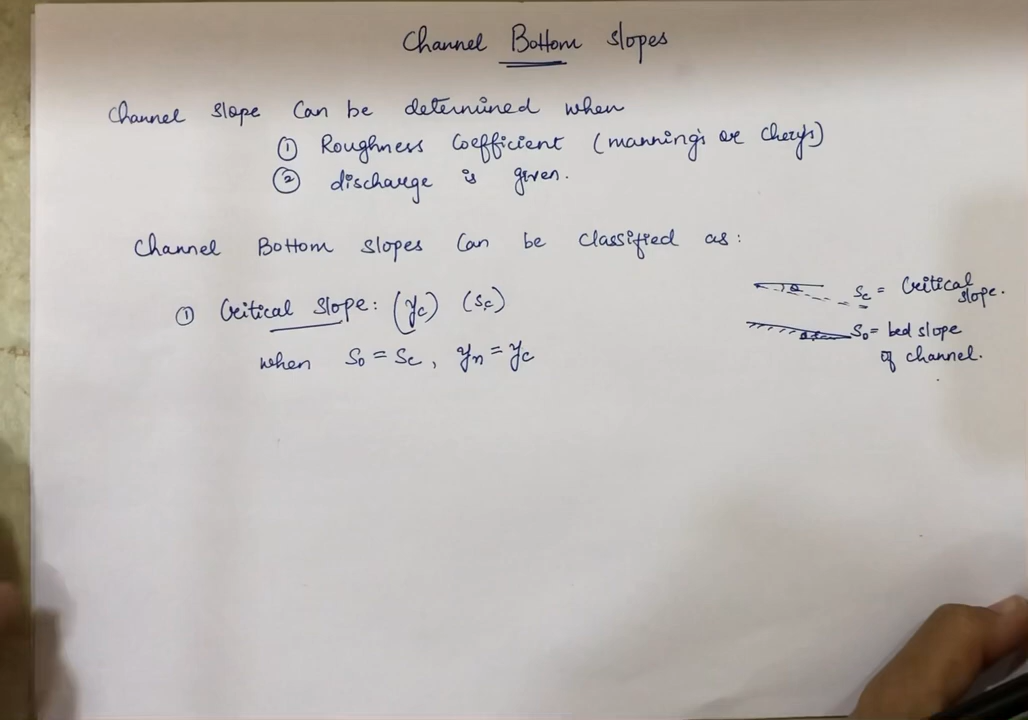 Channel Bottom slopes
Channel slope can be determined when
① Roughness Coefficient (manning's or Chezy's)
② discharge is given.
Channel Bottom slopes can be classified as:
① Critical slope: (yc) (Sc)
when S₀ = Sc, yn = yc
θ
Sc = Critical slope.
S₀ = bed slope of channel.